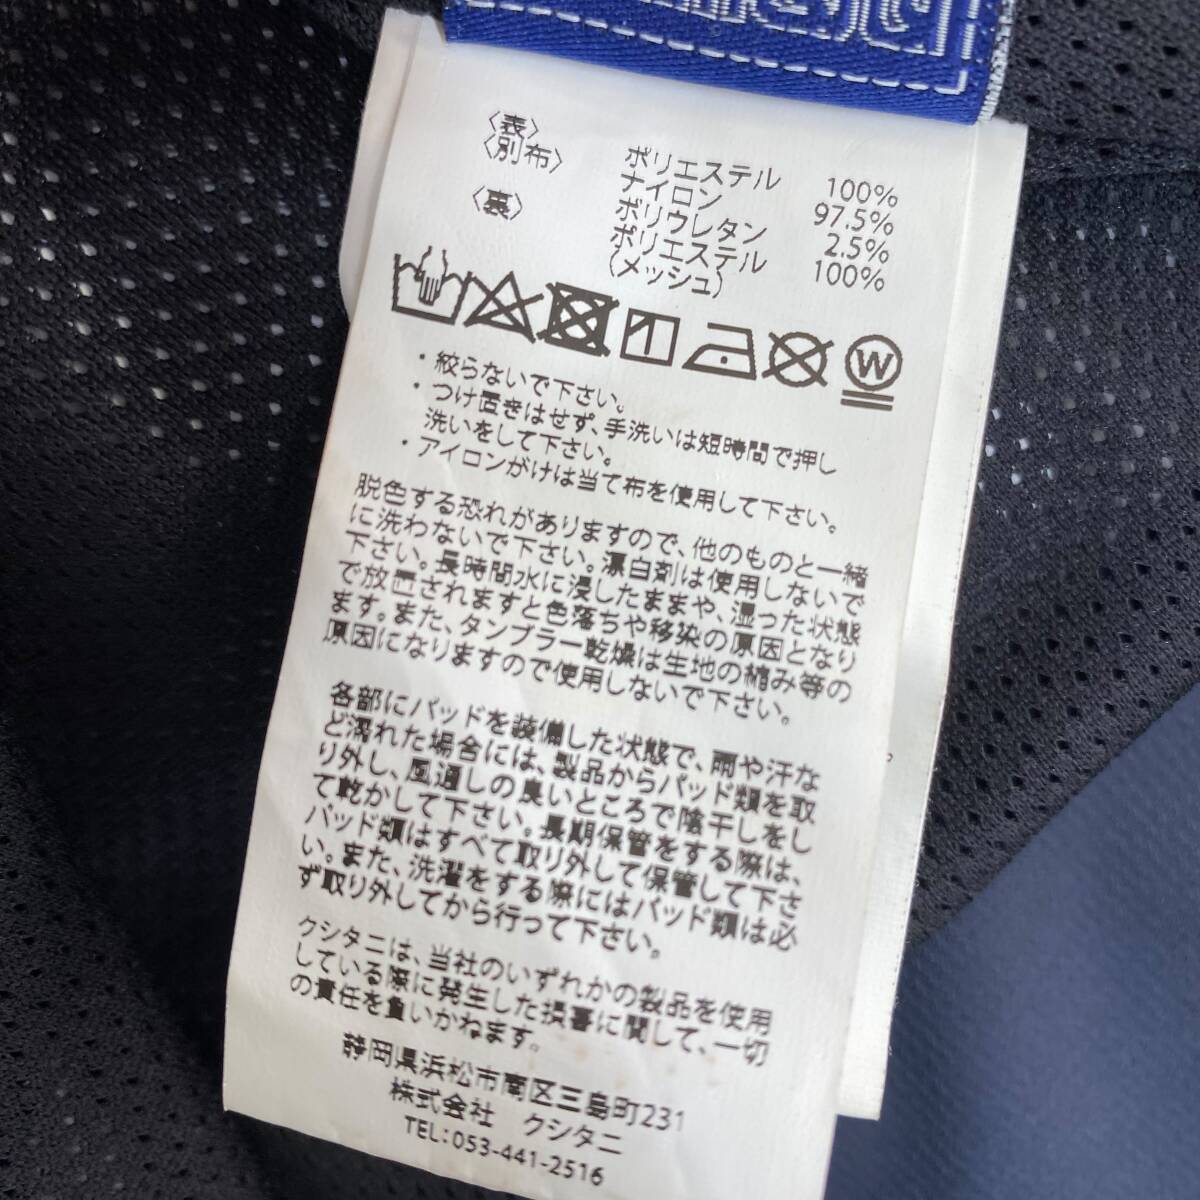 〈表〉 ポリエステル 100%
〈別布〉 ナイロン 97.5%
ポリウレタン 2.5%
〈裏〉 ポリエステル 100%
(メッシュ)
W
・絞らないで下さい。
・つけ置きはせず、手洗いは短時間で押し
洗いをして下さい。
・アイロンがけは当て布を使用して下さい。
脱色する恐れがありますので、他のものと一緒
に洗わないで下さい。漂白剤は使用しないで
下さい。長時間水に浸したままや、湿った状態
で放置されますと色落ちや移染の原因となり
ます。また、タンブラー乾燥は生地の縮み等の
原因になりますので使用しないで下さい。
各部にパッドを装備した状態で、雨や汗な
ど濡れた場合には、製品からパッド類を取
り外し、風通しの良いところで陰干しをし
て乾かして下さい。長期保管をする際は、
パッド類はすべて取り外して保管して下さ
い。また、洗濯をする際にはパッド類は必
ず取り外してから行って下さい。
クシタニは、当社のいずれかの製品を使用
している際に発生した損害に関して、一切
の責任を負いかねます。
静岡県浜松市南区三島町231
株式会社 クシタニ
TEL:053-441-2516